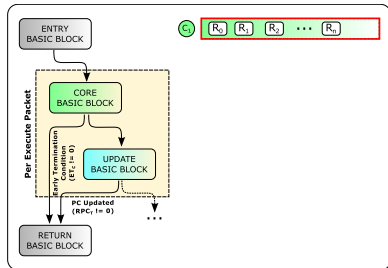 ENTRY
BASIC BLOCK
C₁
R₀
R₁
R₂
...
Rₙ
Per Execute Packet
CORE
BASIC BLOCK
Early Termination
Condition
(ETc != 0)
UPDATE
BASIC BLOCK
PC Updated
(RPCr != 0)
...
RETURN
BASIC BLOCK